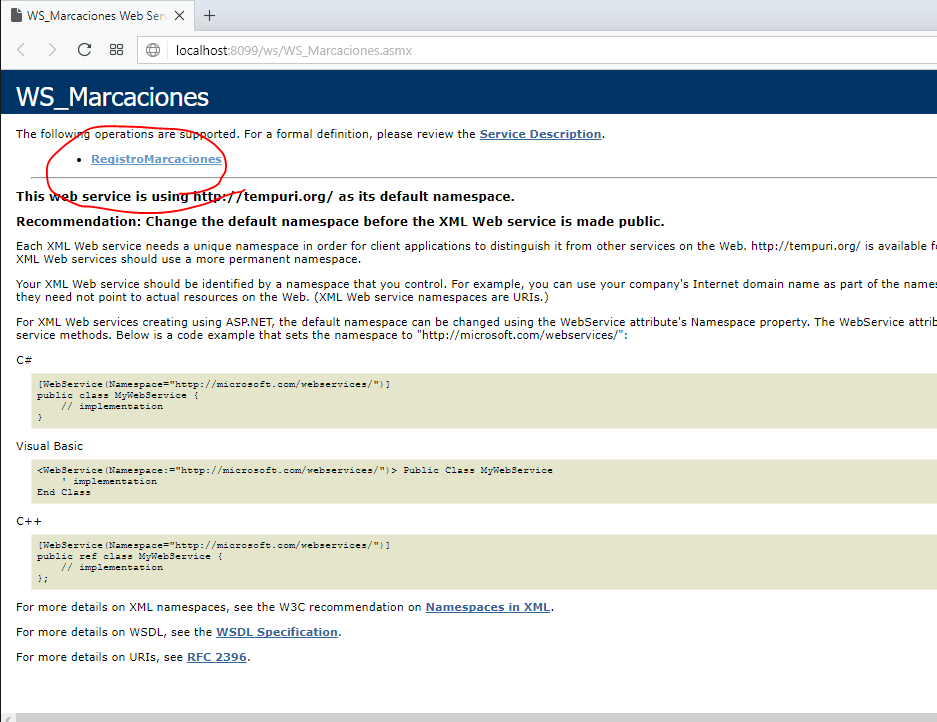 WS_Marcaciones Web Ser
localhost:8099/ws/WS_Marcaciones.asmx
WS_Marcaciones
The following operations are supported. For a formal definition, please review the Service Description.
RegistroMarcaciones
This web service is using http://tempuri.org/ as its default namespace.
Recommendation: Change the default namespace before the XML Web service is made public.
Each XML Web service needs a unique namespace in order for client applications to distinguish it from other services on the Web. http://tempuri.org/ is available
XML Web services should use a more permanent namespace.
Your XML Web service should be identified by a namespace that you control. For example, you can use your company's Internet domain name as part of the
they need not point to actual resources on the Web. (XML Web service namespaces are URIs.)
For XML Web services creating using ASP.NET, the default namespace can be changed using the WebService attribute's Namespace property. The WebService
service methods. Below is a code example that sets the namespace to "http://microsoft.com/webservices/":
C#
[WebService(Namespace="http://microsoft.com/webservices/")]
public class MyWebService {
// implementation
}
Visual Basic
<WebService(Namespace:="http://microsoft.com/webservices/")> Public Class MyWebService
' implementation
End Class
C++
[WebService(Namespace="http://microsoft.com/webservices/")]
public ref class MyWebService {
// implementation
};
For more details on XML namespaces, see the W3C recommendation on Namespaces in XML.
For more details on WSDL, see the WSDL Specification.
For more details on URIs, see RFC 2396.